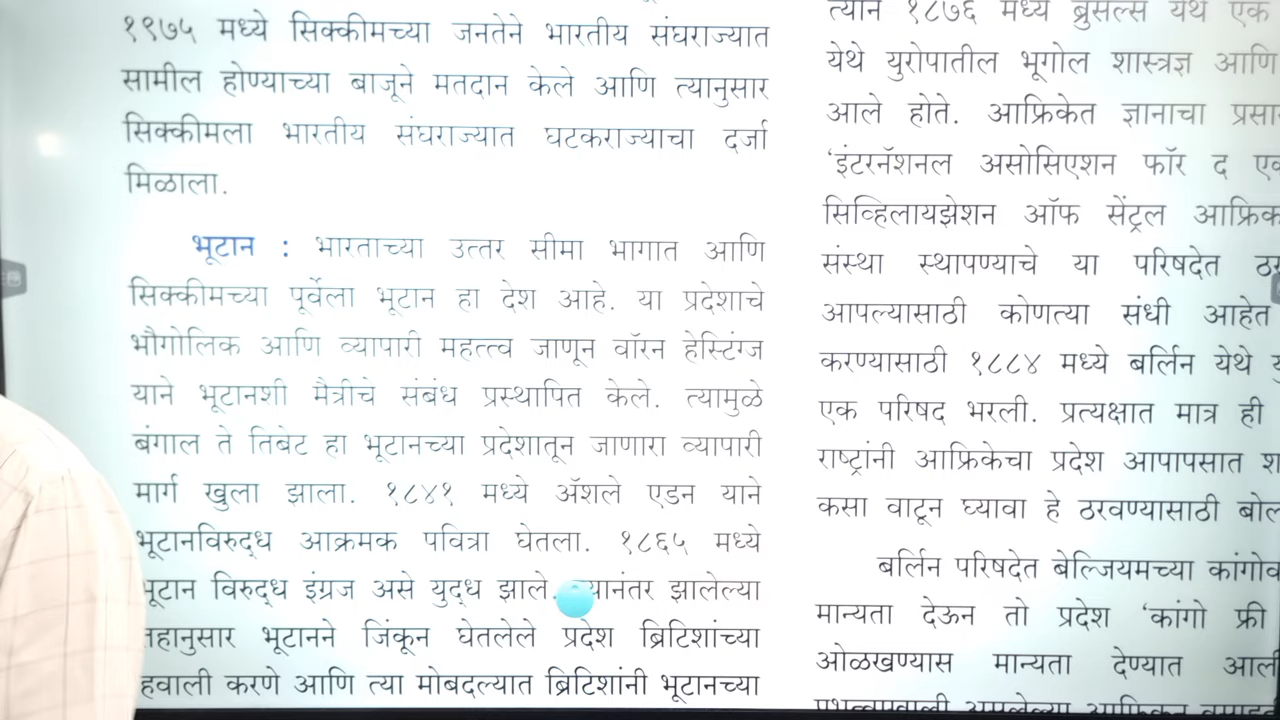 १९७५ मध्ये सिक्कीमच्या जनतेने भारतीय संघराज्यात
सामील होण्याच्या बाजूने मतदान केले आणि त्यानुसार
सिक्कीमला भारतीय संघराज्यात घटकराज्याचा दर्जा
मिळाला.
भूटान : भारताच्या उत्तर सीमा भागात आणि
सिक्कीमच्या पूर्वेला भूटान हा देश आहे. या प्रदेशाचे
भौगोलिक आणि व्यापारी महत्त्व जाणून वॉरन हेस्टिंग्ज
याने भूटानशी मैत्रीचे संबंध प्रस्थापित केले. त्यामुळे
बंगाल ते तिबेट हा भूटानच्या प्रदेशातून जाणारा व्यापारी
मार्ग खुला झाला. १८४१ मध्ये ॲशले एडन याने
भूटानविरुद्ध आक्रमक पवित्रा घेतला. १८६५ मध्ये
विरुद्ध इंग्रज असे युद्ध झाले. झालेल्या
भूटानने जिंकून घेतलेले प्रदेश ब्रिटिशांच्या
हवाली करणे आणि त्या मोबदल्यात ब्रिटिशांनी भूटानच्या
त्याने १८७६ मध्ये ब्रुसेल्स येथे एक
येथे युरोपातील भूगोल शास्त्रज्ञ आणि
आले होते. आफ्रिकेत ज्ञानाचा
‘इंटरनॅशनल असोसिएशन फॉर द
सिव्हिलायझेशन ऑफ सेंट्रल
संस्था स्थापण्याचे या परिषदेत
आपल्यासाठी कोणत्या संधी आहेत
करण्यासाठी १८८४ मध्ये बर्लिन येथे
एक परिषद भरली. प्रत्यक्षात मात्र ही
राष्ट्रांनी आफ्रिकेचा प्रदेश आपापसात
कसा वाटून घ्यावा हे ठरवण्यासाठी
बर्लिन परिषदेत बेल्जियमच्या
मान्यता देऊन तो प्रदेश ‘कांगो फ्री
ओळखण्यास मान्यता देण्यात